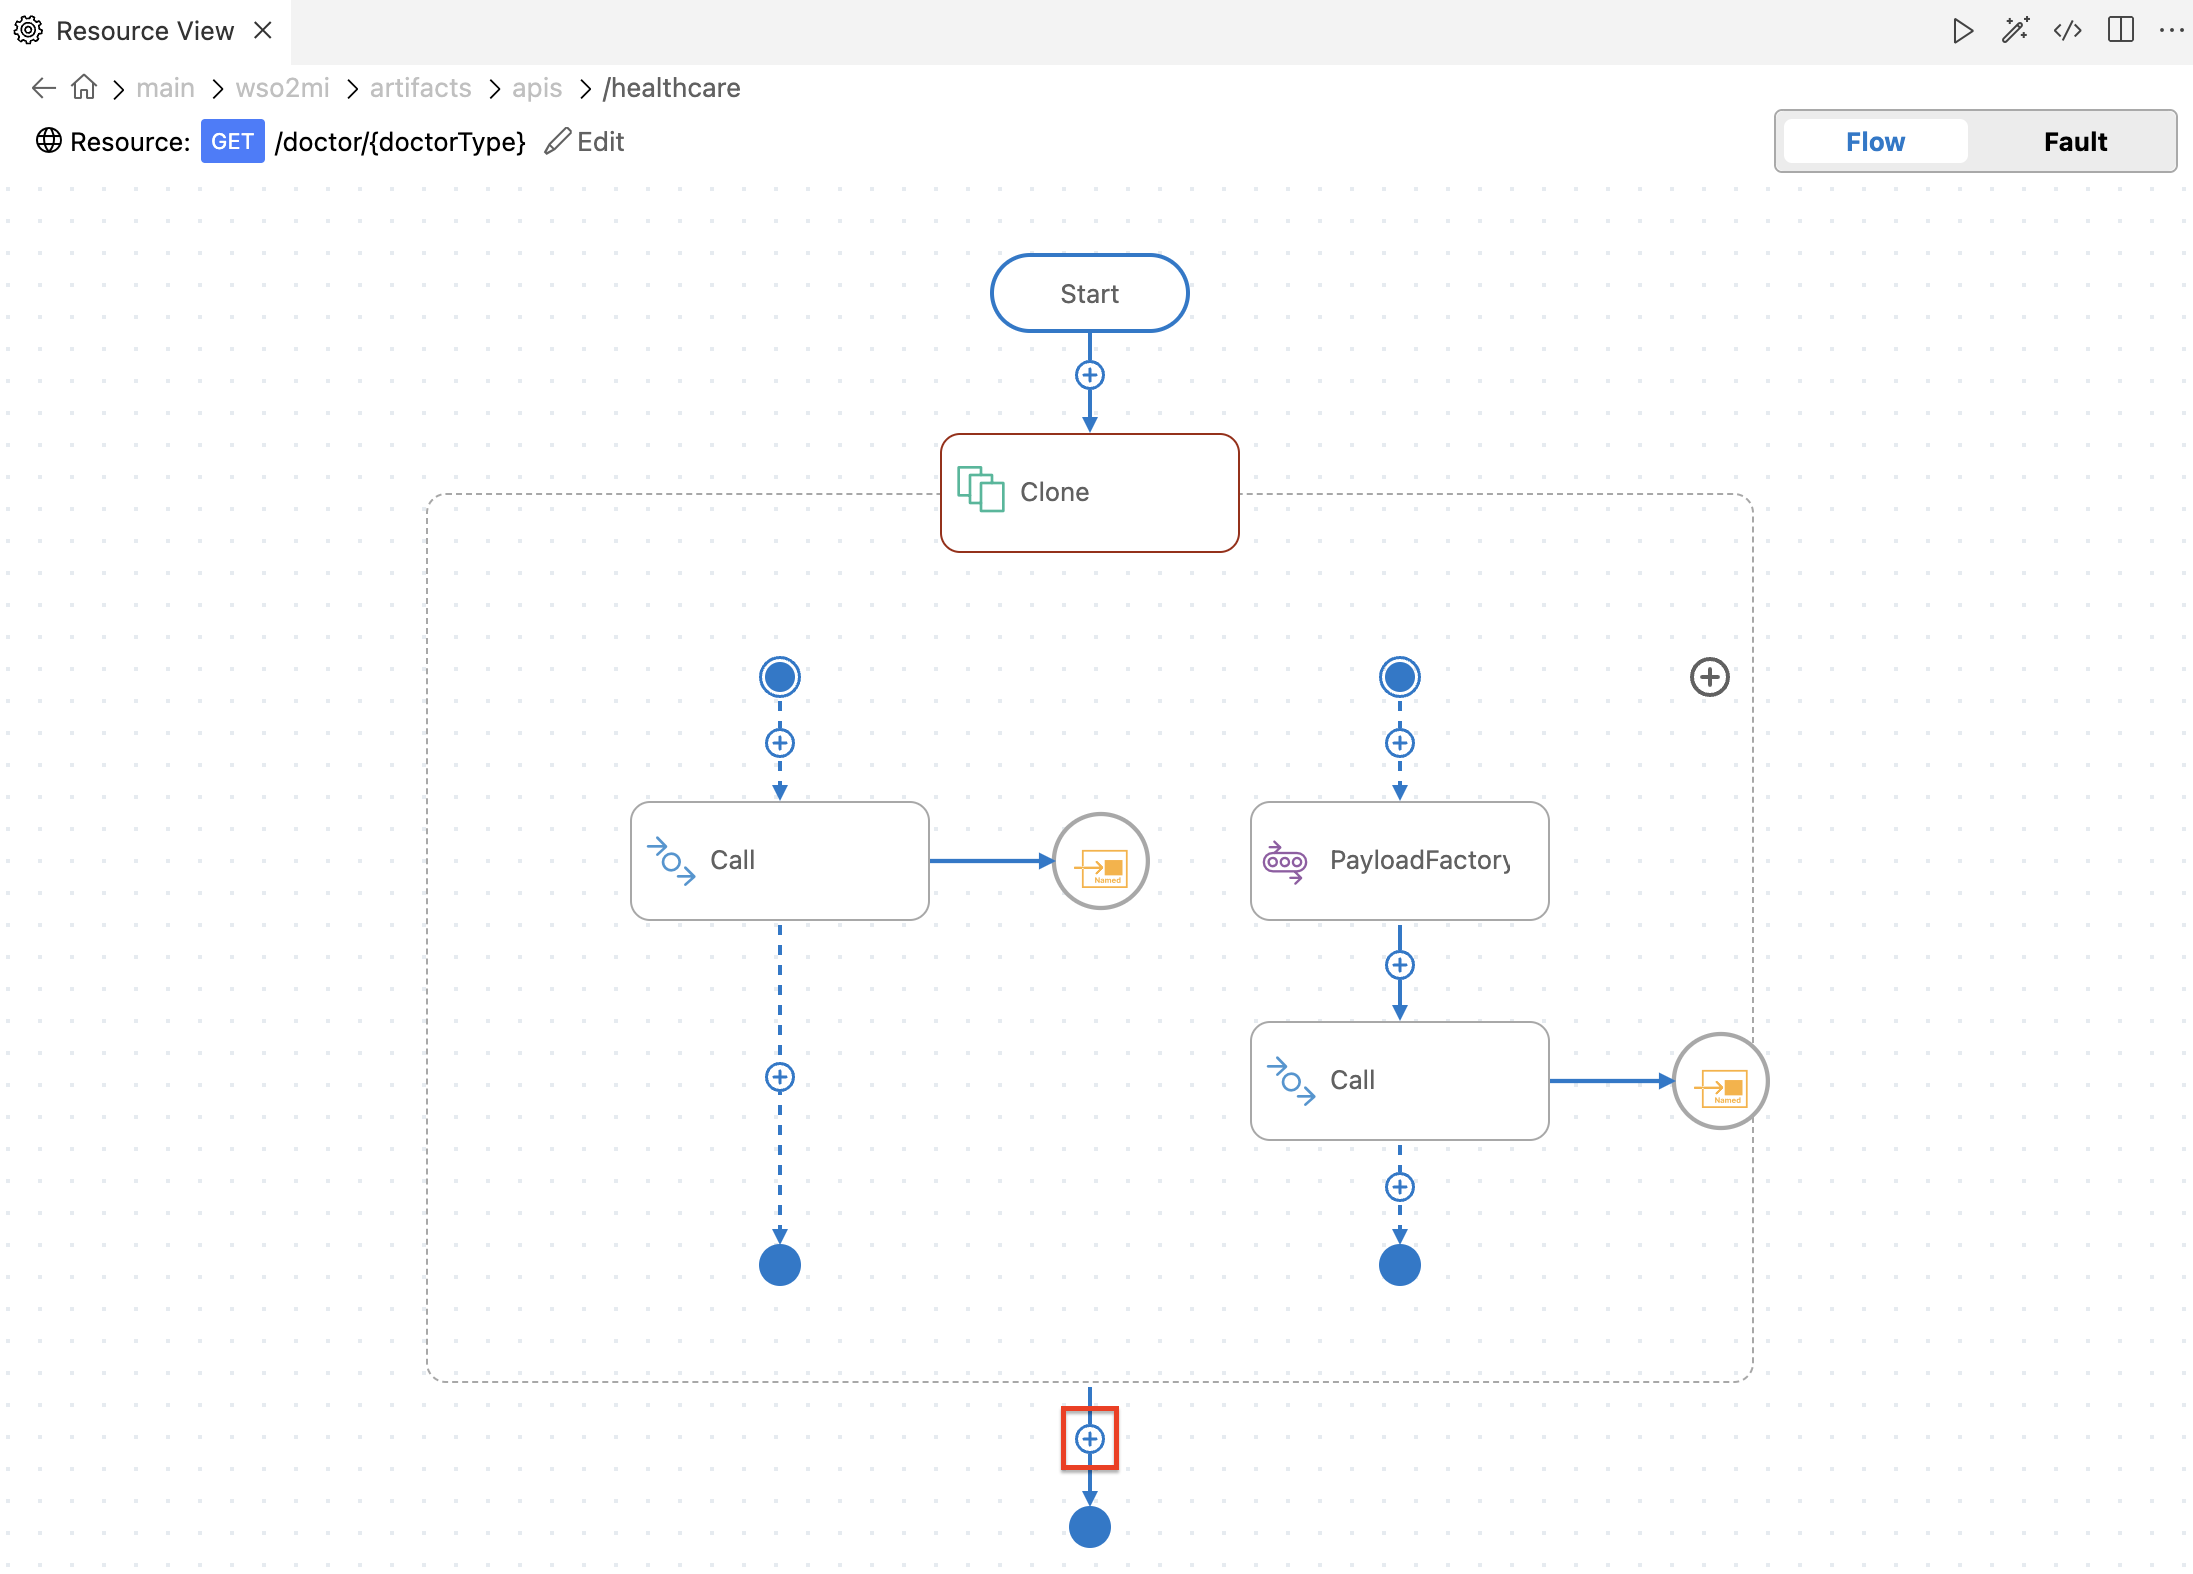 Resource View
main wso2mi artifacts apis /healthcare
Resource: GET /doctor/{doctorType} Edit
Flow Fault
Start
Clone
Call
Named
PayloadFactory
Call
Named